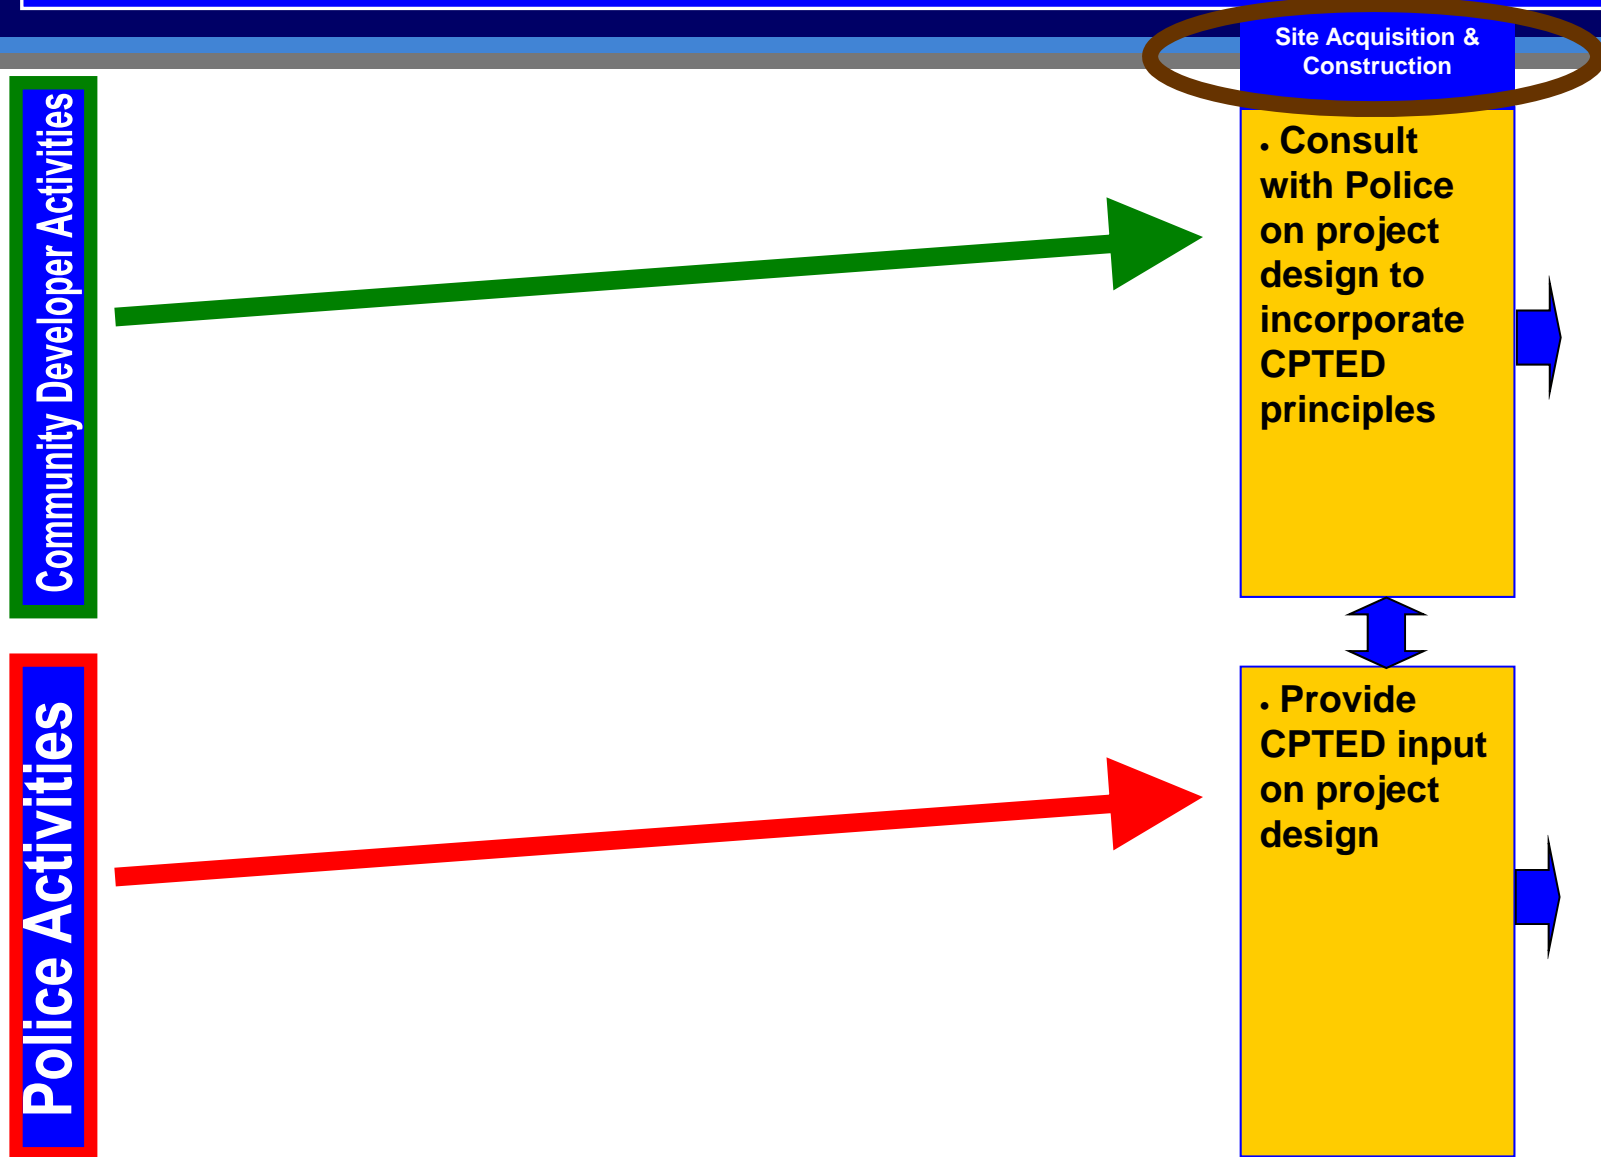 Site Acquisition &
Construction
Community Developer Activities
• Consult
with Police
on project
design to
incorporate
CPTED
principles
Police Activities
• Provide
CPTED input
on project
design